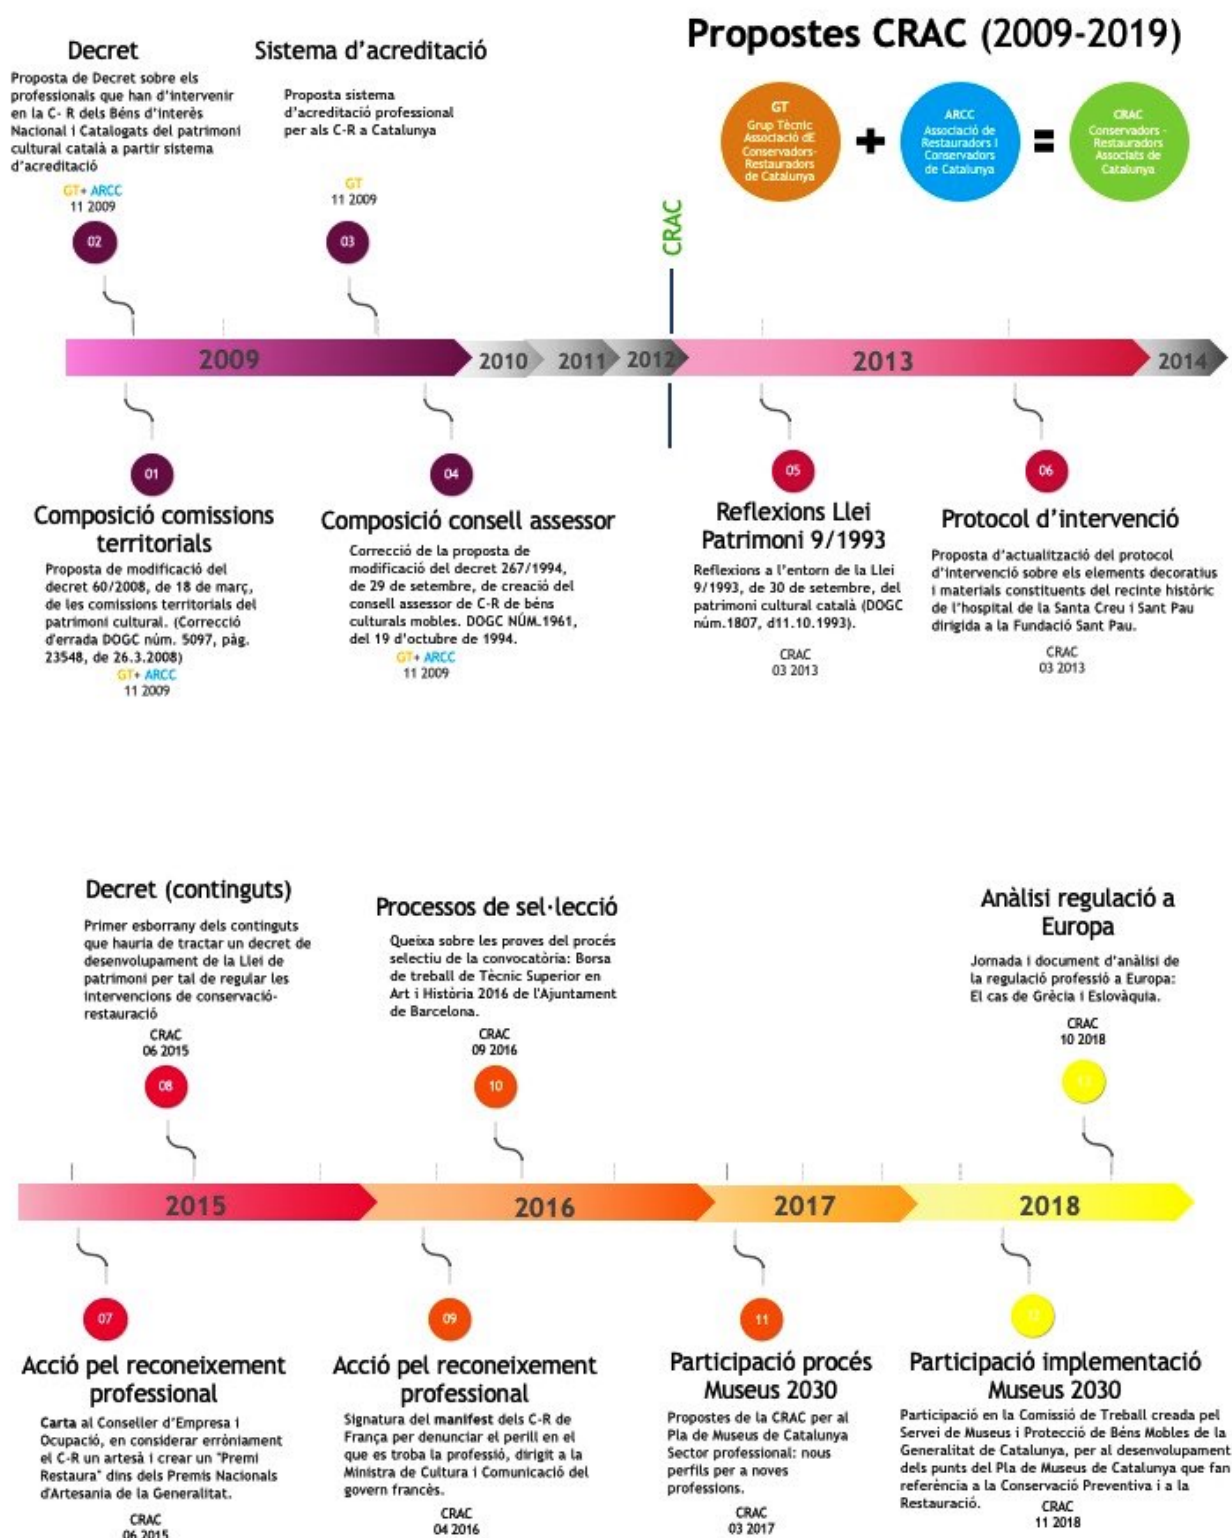 Propostes CRAC (2009-2019)
GT
Grup Tècnic
Associació dE
Conservadors-
Restauradors
de Catalunya
+
ARCC
Associació de
Restauradors I
Conservadors
de Catalunya
=
CRAC
Conservadors -
Restauradors
Associats de
Catalunya
Decret
Proposta de Decret sobre els
professionals que han d'intervenir
en la C- R dels Béns d'Interès
Nacional i Catalogats del patrimoni
cultural català a partir sistema
d'acreditació
GT+ ARCC
11 2009
02
Sistema d'acreditació
Proposta sistema
d'acreditació professional
per als C-R a Catalunya
GT
11 2009
03
CRAC
2009
2010
2011
2012
2013
2014
01
Composició comissions
territorials
Proposta de modificació del
decret 60/2008, de 18 de març,
de les comissions territorials del
patrimoni cultural. (Correcció
d'errada DOGC núm. 5097, pàg.
23548, de 26.3.2008)
GT+ ARCC
11 2009
04
Composició consell assessor
Correcció de la proposta de
modificació del decret 267/1994,
de 29 de setembre, de creació del
consell assessor de C-R de béns
culturals mobles. DOGC NÚM.1961,
del 19 d'octubre de 1994.
GT+ ARCC
11 2009
05
Reflexions Llei
Patrimoni 9/1993
Reflexions a l'entorn de la Llei
9/1993, de 30 de setembre, del
patrimoni cultural català (DOGC
núm.1807, d11.10.1993).
CRAC
03 2013
06
Protocol d'intervenció
Proposta d'actualització del protocol
d'intervenció sobre els elements decoratius
i materials constituents del recinte històric
de l'hospital de la Santa Creu i Sant Pau
dirigida a la Fundació Sant Pau.
CRAC
03 2013
Decret (continguts)
Primer esborrany dels continguts
que hauria de tractar un decret de
desenvolupament de la Llei de
patrimoni per tal de regular les
intervencions de conservació-
restauració
CRAC
06 2015
08
Processos de sel·lecció
Queixa sobre les proves del procés
selectiu de la convocatòria: Borsa
de treball de Tècnic Superior en
Art i Història 2016 de l'Ajuntament
de Barcelona.
CRAC
09 2016
10
Anàlisi regulació a
Europa
Jornada i document d'anàlisi de
la regulació professió a Europa:
El cas de Grècia i Eslovàquia.
CRAC
10 2018
13
2015
2016
2017
2018
07
Acció pel reconeixement
professional
Carta al Conseller d'Empresa i
Ocupació, en considerar erròniament
el C-R un artesà i crear un "Premi
Restaura" dins dels Premis Nacionals
d'Artesania de la Generalitat.
CRAC
06 2015
09
Acció pel reconeixement
professional
Signatura del manifest dels C-R de
França per denunciar el perill en el
que es troba la professió, dirigit a la
Ministra de Cultura i Comunicació del
govern francès.
CRAC
04 2016
11
Participació procés
Museus 2030
Propostes de la CRAC per al
Pla de Museus de Catalunya
Sector professional: nous
perfils per a noves
professions.
CRAC
03 2017
12
Participació implementació
Museus 2030
Participació en la Comissió de Treball creada pel
Servei de Museus i Protecció de Béns Mobles de la
Generalitat de Catalunya, per al desenvolupament
dels punts del Pla de Museus de Catalunya que fan
referència a la Conservació Preventiva i a la
Restauració.
CRAC
11 2018